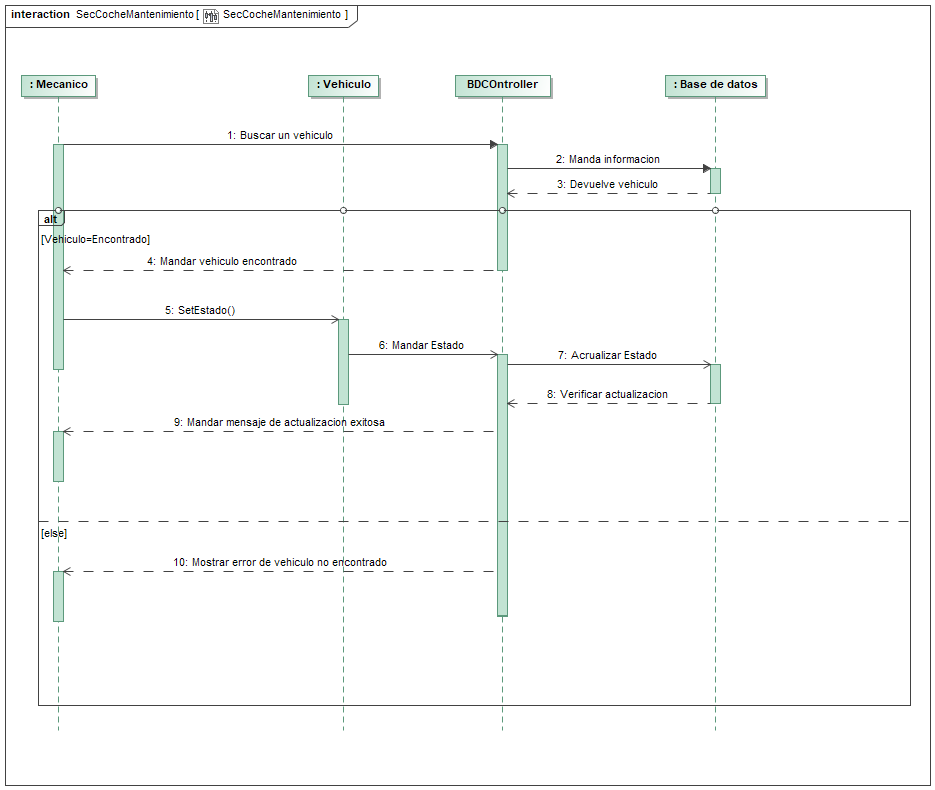 interaction SecCocheMantenimiento [ SecCocheMantenimiento ]
: Mecanico
: Vehiculo
BDCOntroller
: Base de datos
1: Buscar un vehiculo
2: Manda informacion
3: Devuelve vehiculo
alt
[Vehiculo=Encontrado]
4: Mandar vehiculo encontrado
5: SetEstado()
6: Mandar Estado
7: Acrualizar Estado
8: Verificar actualizacion
9: Mandar mensaje de actualizacion exitosa
[else]
10: Mostrar error de vehiculo no encontrado